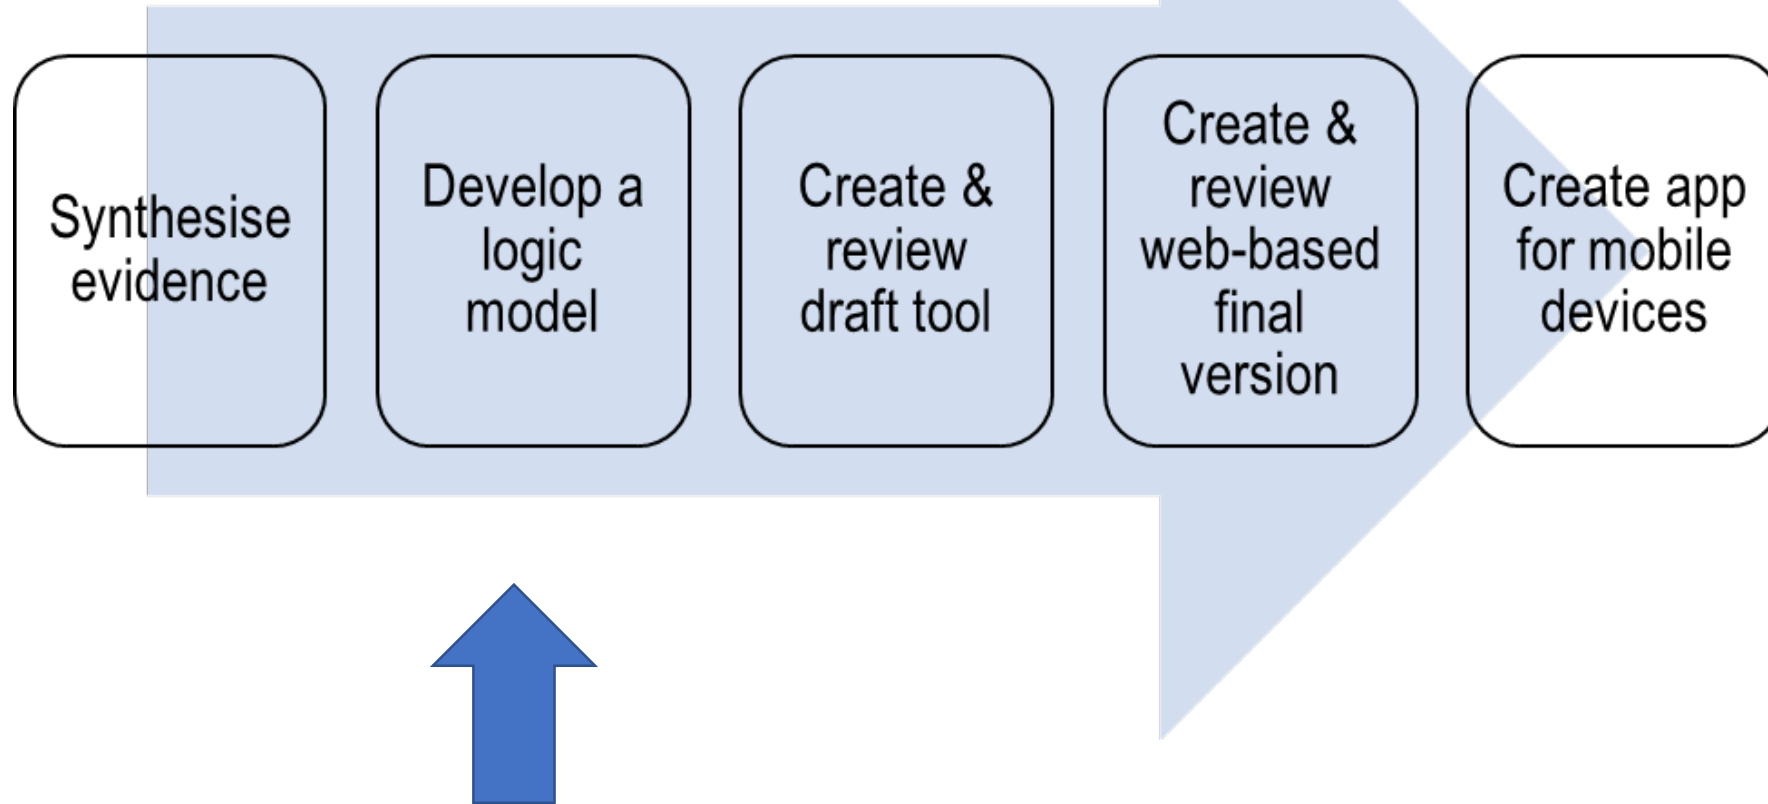 Synthesise
evidence
Develop a
logic
model
Create &
review
draft tool
Create &
review
web-based
final
version
Create app
for mobile
devices